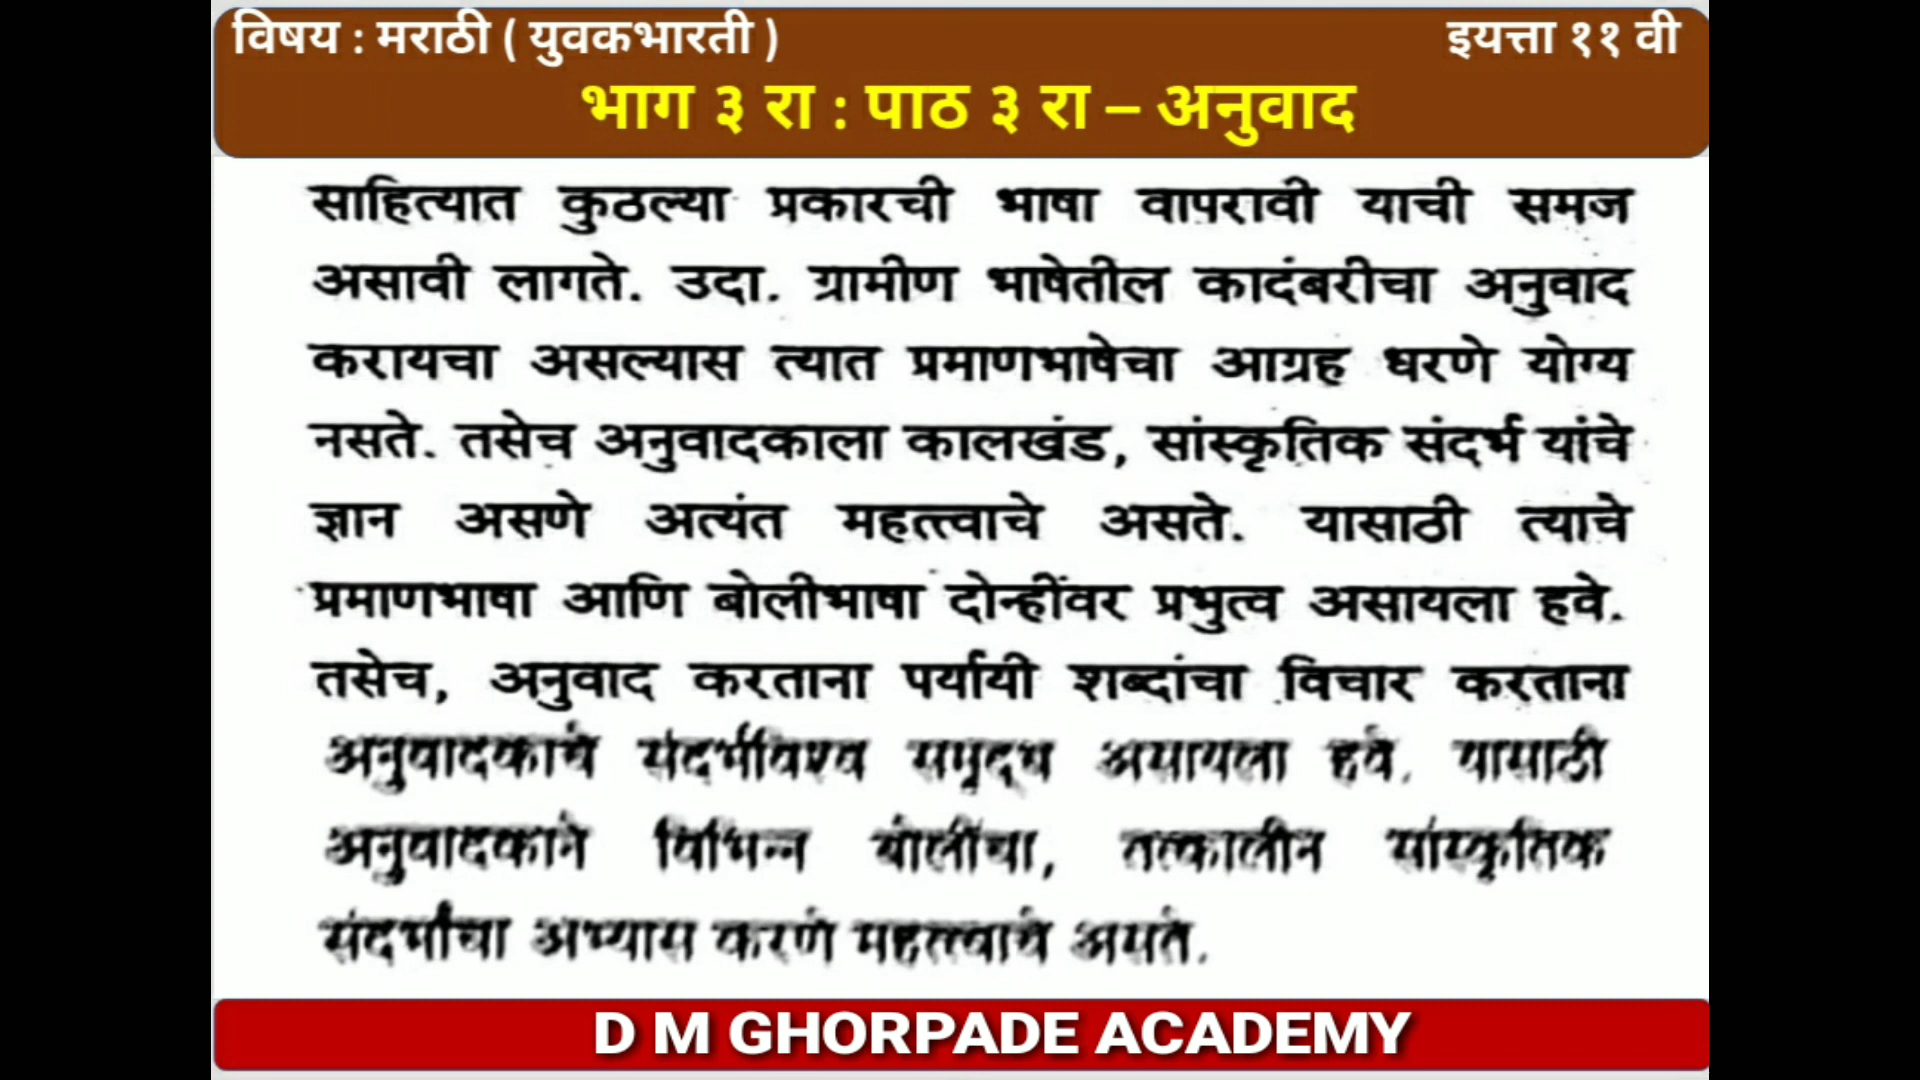 विषय : मराठी ( युवकभारती )
इयत्ता ११ वी
भाग ३ रा : पाठ ३ रा – अनुवाद
साहित्यात कुठल्या प्रकारची भाषा वापरावी याची समज
असावी लागते. उदा. ग्रामीण भाषेतील कादंबरीचा अनुवाद
करायचा असल्यास त्यात प्रमाणभाषेचा आग्रह धरणे योग्य
नसते. तसेच अनुवादकाला कालखंड, सांस्कृतिक संदर्भ यांचे
ज्ञान असणे अत्यंत महत्त्वाचे असते. यासाठी त्याचे
प्रमाणभाषा आणि बोलीभाषा दोन्हींवर प्रभुत्व असायला हवे.
तसेच, अनुवाद करताना पर्यायी शब्दांचा विचार करताना
अनुवादकाचे संदर्भविश्व समृद्ध असायला हवे. यासाठी
अनुवादकाने विभिन्न बोलींचा, तत्कालीन सांस्कृतिक
संदर्भांचा अभ्यास करणे महत्त्वाचे असते.
D M GHORPADE ACADEMY